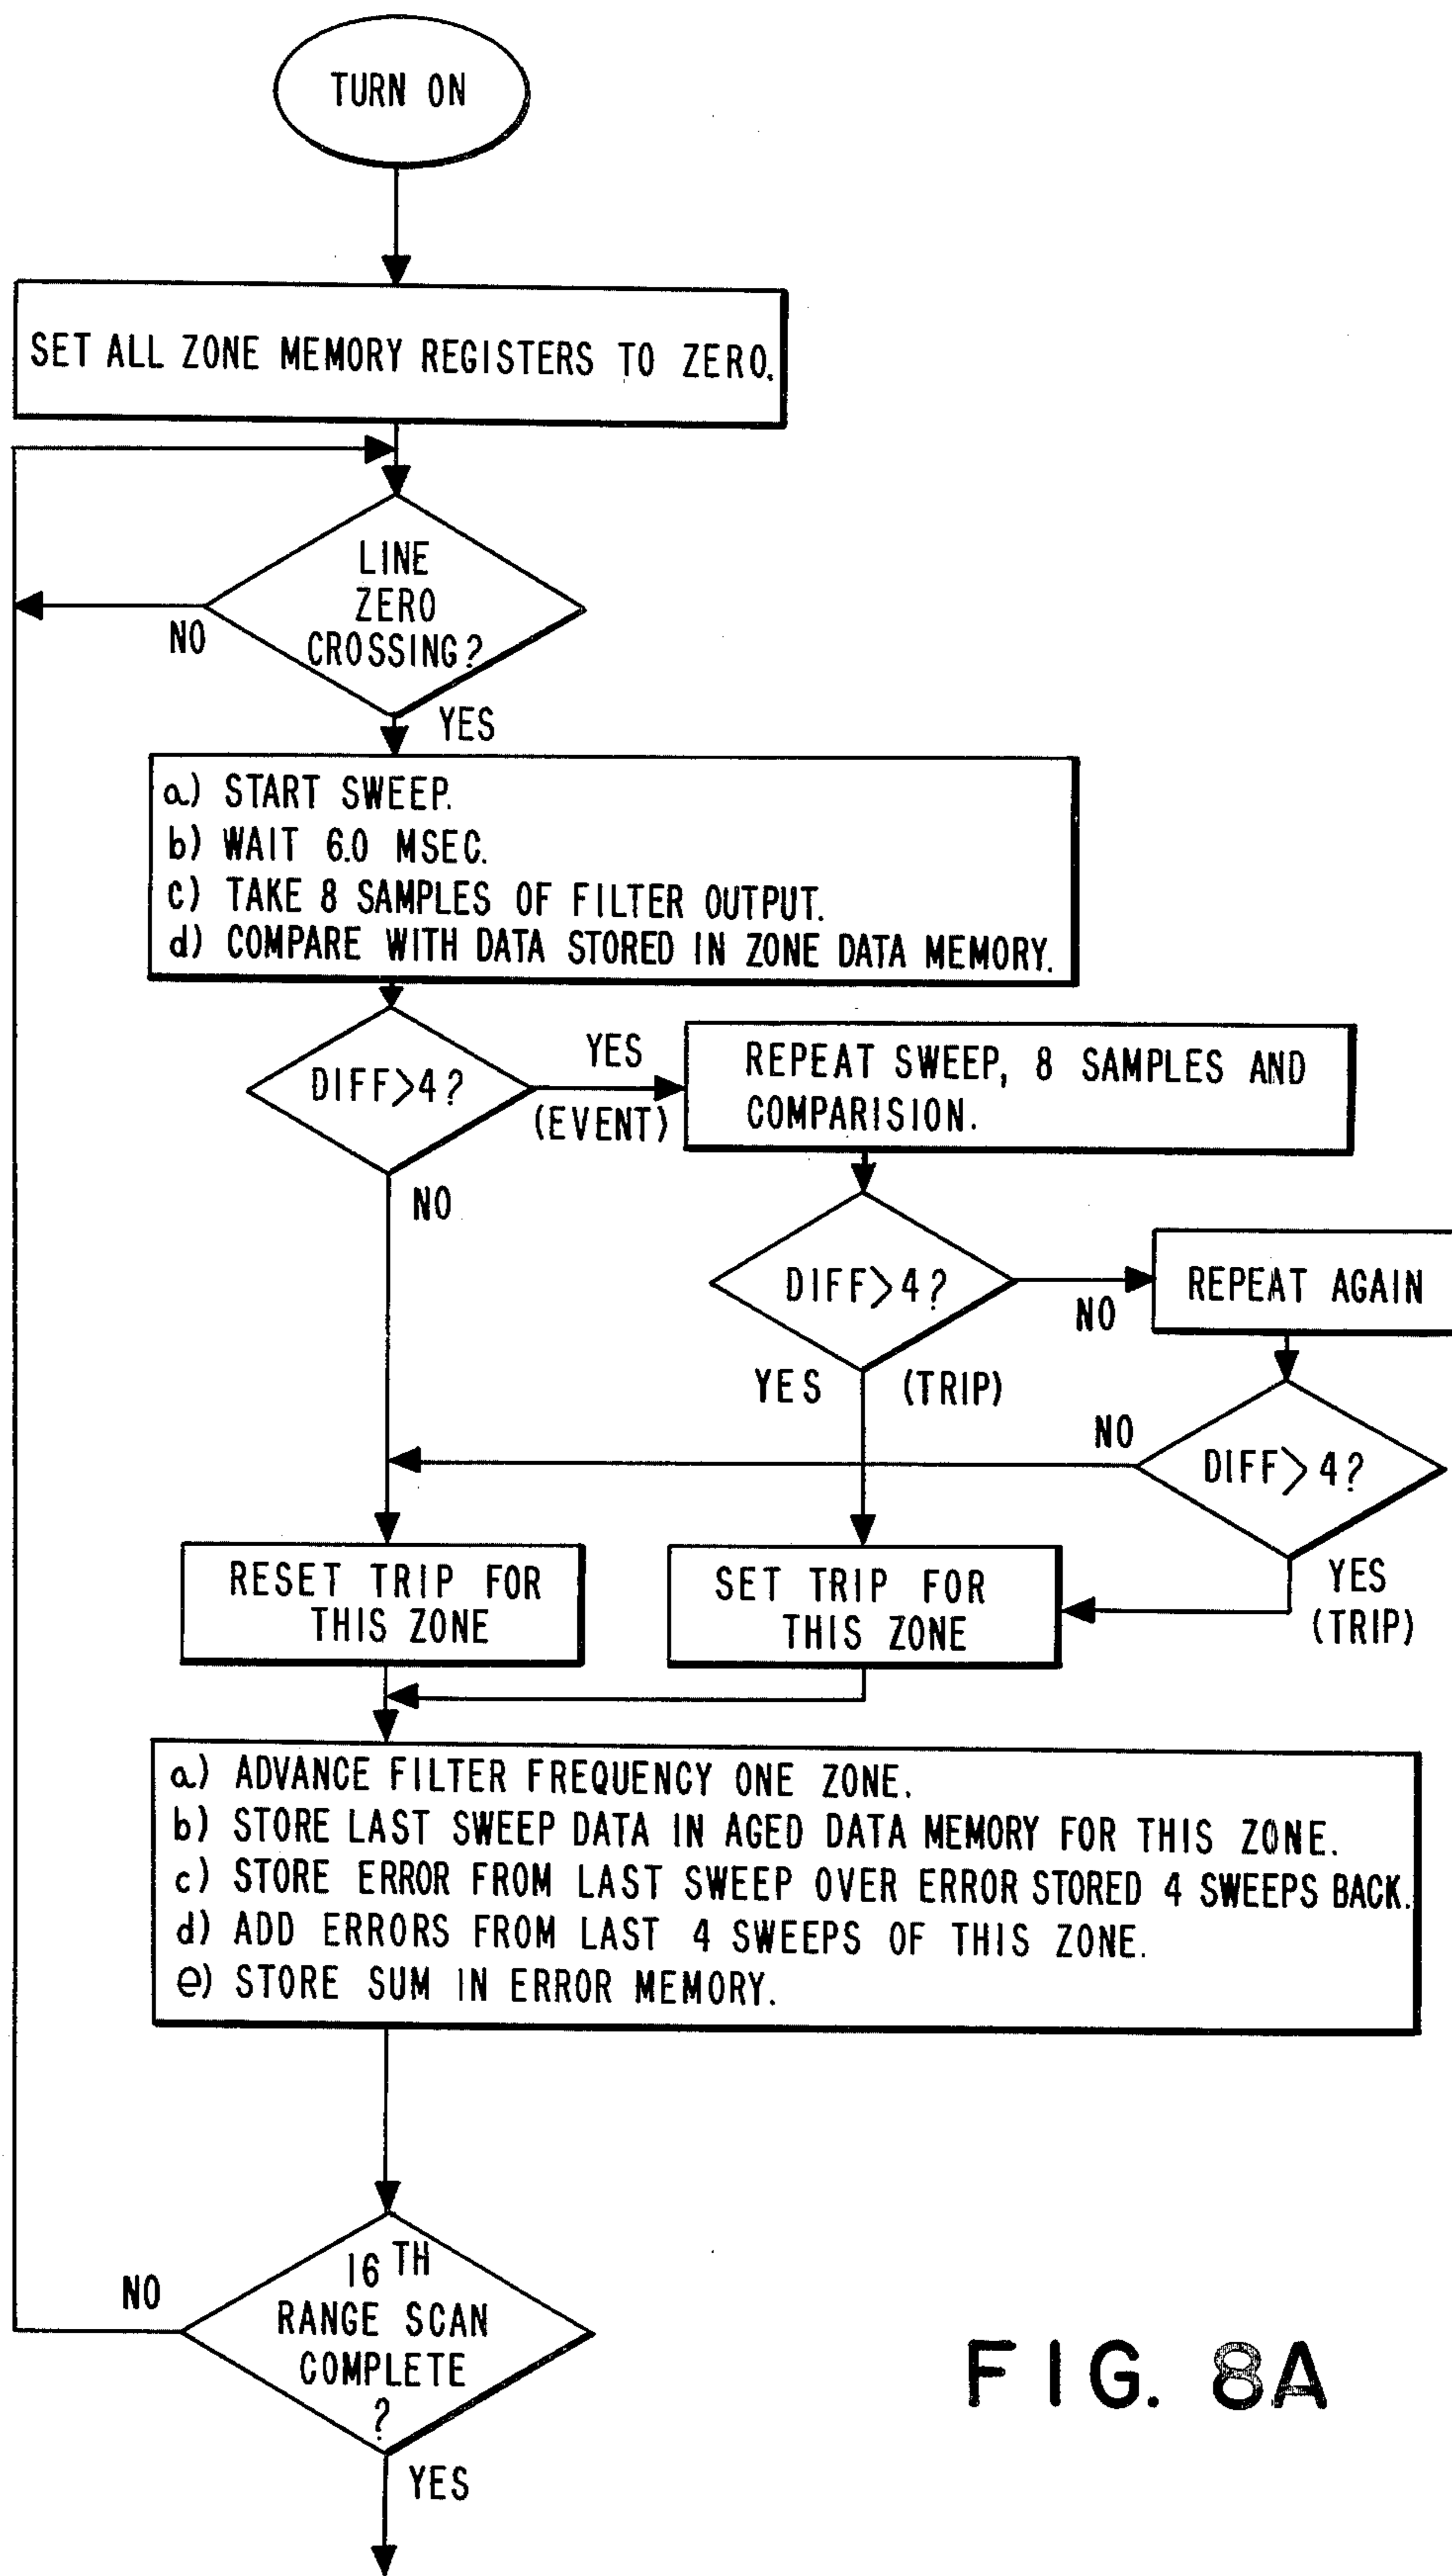 TURN ON
SET ALL ZONE MEMORY REGISTERS TO ZERO.
LINE
ZERO
CROSSING?
NO
YES
a) START SWEEP.
b) WAIT 6.0 MSEC.
c) TAKE 8 SAMPLES OF FILTER OUTPUT.
d) COMPARE WITH DATA STORED IN ZONE DATA MEMORY.
DIFF>4?
YES
(EVENT)
NO
REPEAT SWEEP, 8 SAMPLES AND
COMPARISION.
DIFF>4?
NO
REPEAT AGAIN
YES (TRIP)
NO
DIFF>4?
YES
(TRIP)
RESET TRIP FOR
THIS ZONE
SET TRIP FOR
THIS ZONE
a) ADVANCE FILTER FREQUENCY ONE ZONE.
b) STORE LAST SWEEP DATA IN AGED DATA MEMORY FOR THIS ZONE.
c) STORE ERROR FROM LAST SWEEP OVER ERROR STORED 4 SWEEPS BACK.
d) ADD ERRORS FROM LAST 4 SWEEPS OF THIS ZONE.
e) STORE SUM IN ERROR MEMORY.
NO
16TH
RANGE SCAN
COMPLETE
?
YES
FIG. 8A